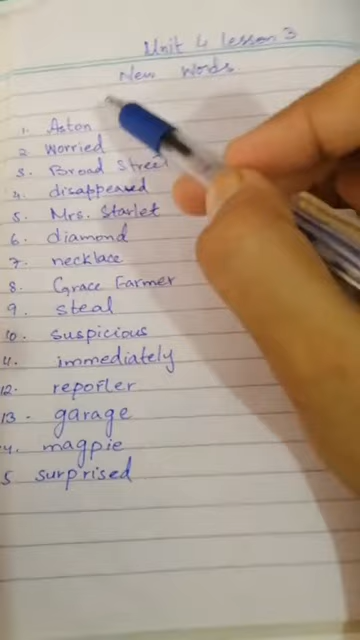 Unit 4 lesson 3
New Words
1. Aston
2. Worried
3. Broad Street
4. disappeared
5. Mrs. Starlet
6. diamond
7. necklace
8. Grace Farmer
9. steal
10. suspicious
11. immediately
12. reporter
13. garage
14. magpie
15 surprised